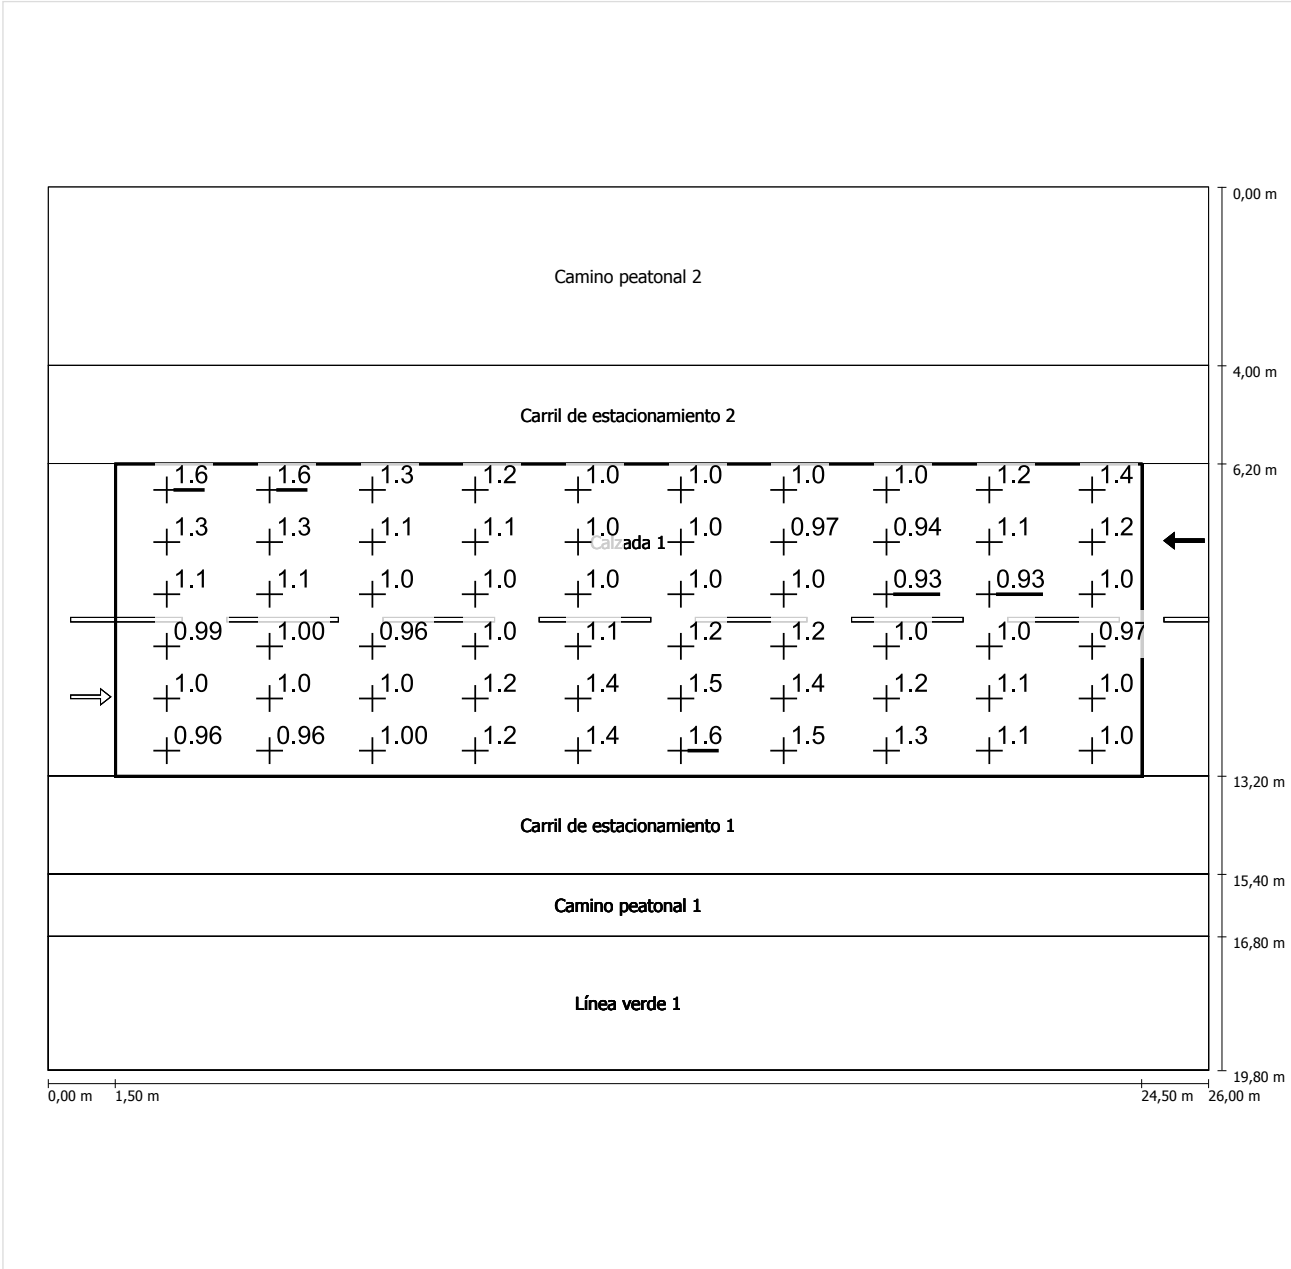 0,00 m
Camino peatonal 2
4,00 m
Carril de estacionamiento 2
6,20 m
1.6 1.6 1.3 1.2 1.0 1.0 1.0 1.0 1.2 1.4
1.3 1.3 1.1 1.1 1.0 1.0 0.97 0.94 1.1 1.2
Calzada 1
1.1 1.1 1.0 1.0 1.0 1.0 1.0 0.93 0.93 1.0
0.99 1.00 0.96 1.0 1.1 1.2 1.2 1.0 1.0 0.97
1.0 1.0 1.0 1.2 1.4 1.5 1.4 1.2 1.1 1.0
0.96 0.96 1.00 1.2 1.4 1.6 1.5 1.3 1.1 1.0
13,20 m
Carril de estacionamiento 1
15,40 m
Camino peatonal 1
16,80 m
Línea verde 1
19,80 m
0,00 m 1,50 m 24,50 m 26,00 m